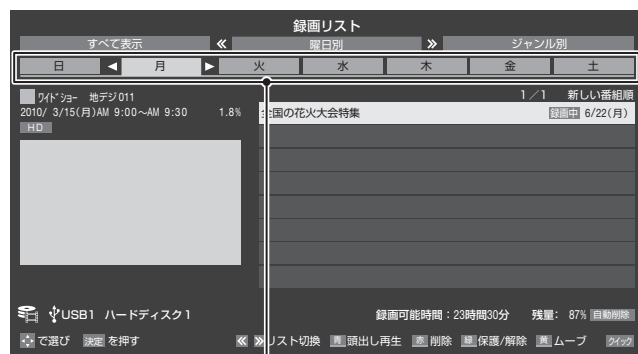 録画リスト
すべて表示 ≪ 曜日別 ≫ ジャンル別
日 ◀ 月 ▶ 火 水 木 金 土
1／1 新しい番組順
ワイドショー 地デジ011
2010/ 3/15(月)AM 9:00～AM 9:30 1.8%
HD
全国の花火大会特集 録画中 6/22(月)
USB1 ハードディスク1 録画可能時間：23時間30分 残量： 87% 自動削除
で選び 決定 を押す ≪ ≫ リスト切換 青 頭出し再生 赤 削除 緑 保護/解除 黄 ムーブ クイック